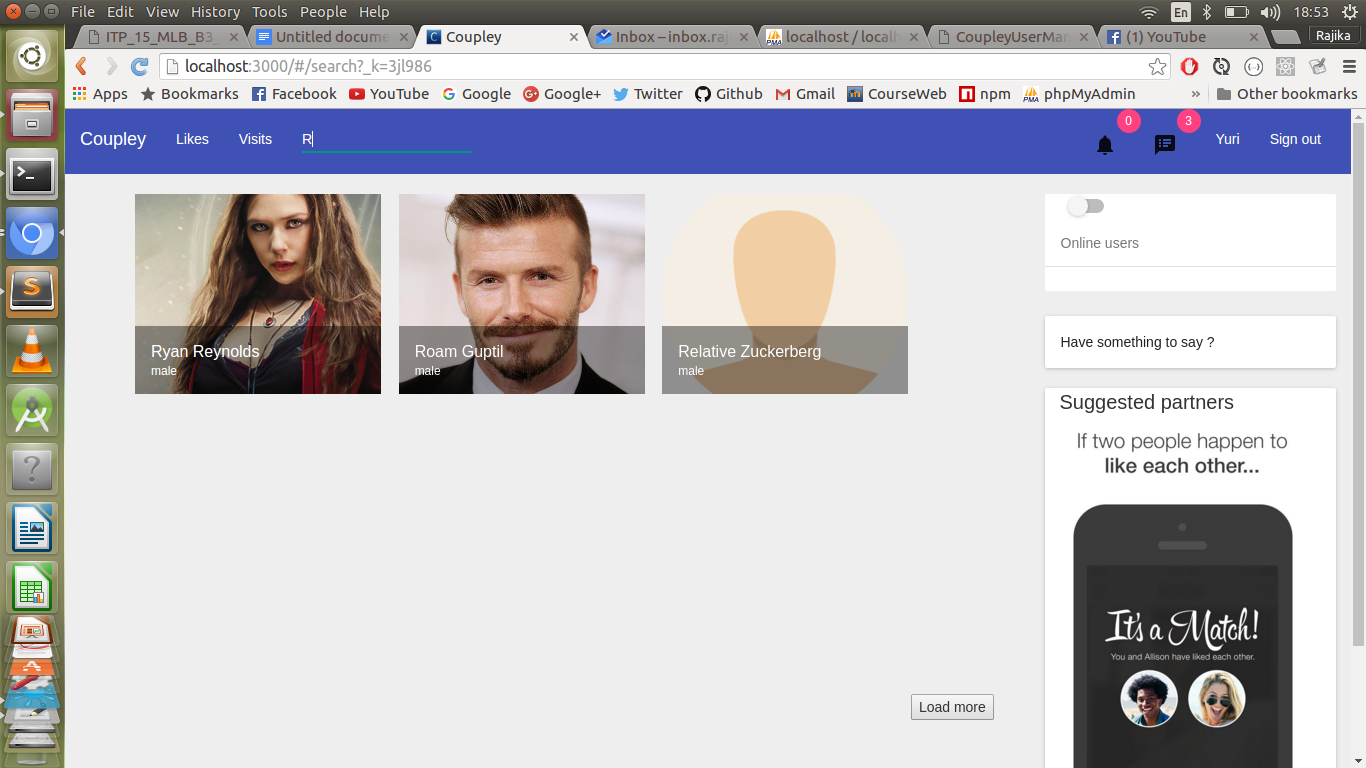 File Edit View History Tools People Help
En
18:53
ITP_15_MLB_B3_
Untitled docume
Coupley
Inbox – inbox.raj
localhost / localh
CoupleyUserMan
(1) YouTube
Rajika
localhost:3000/#/search?_k=3jl986
Apps
Bookmarks
Facebook
YouTube
Google
Google+
Twitter
Github
Gmail
CourseWeb
npm
phpMyAdmin
»
Other bookmarks
Coupley
Likes
Visits
R
0
3
Yuri
Sign out
Ryan Reynolds
male
Roam Guptil
male
Relative Zuckerberg
male
Online users
Have something to say ?
Suggested partners
If two people happen to
like each other...
It's a Match!
You and Allison have liked each other.
Load more